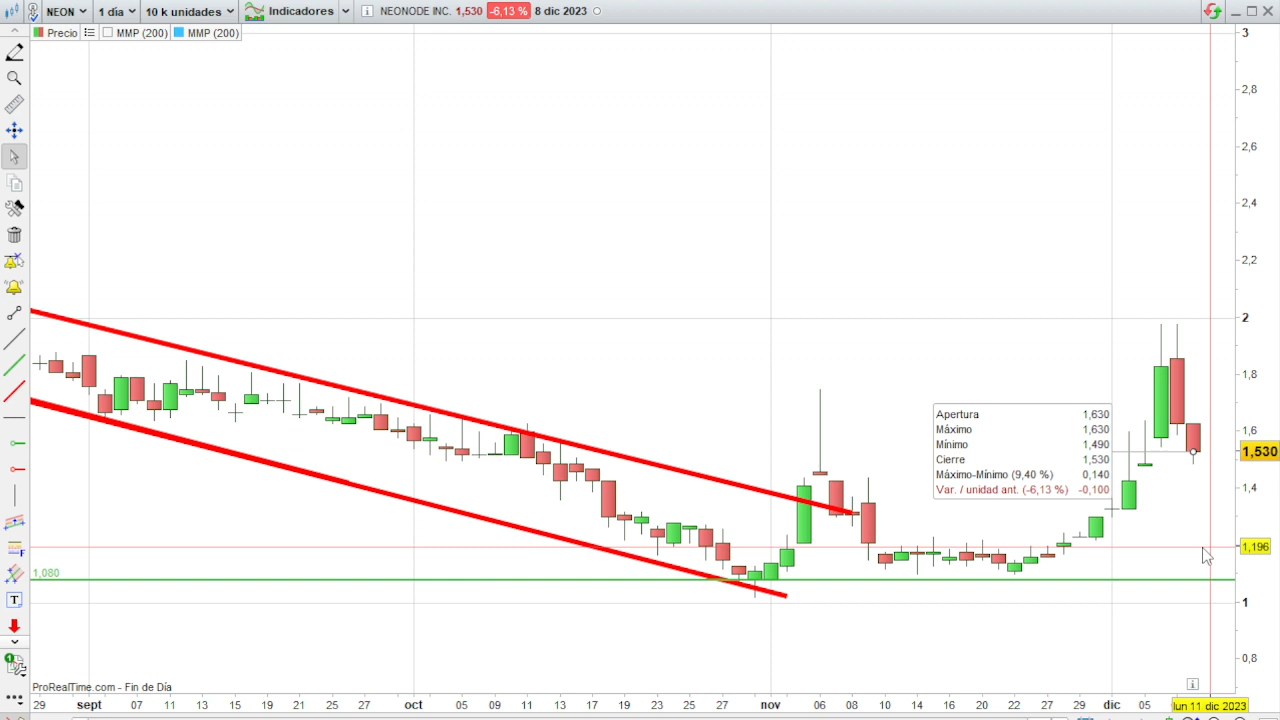 NEON 1 día 10 k unidades Indicadores NEONODE INC. 1,530 -6,13 % 8 dic 2023
Precio MMP (200) MMP (200)
3
2,8
2,6
2,4
2,2
2
1,8
1,6
1,530
1,4
1,196
1
0,8
Apertura 1,630
Máximo 1,630
Mínimo 1,490
Cierre 1,530
Máximo-Mínimo (9,40 %) 0,140
Var. / unidad ant. (-6,13 %) -0,100
1,080
ProRealTime.com - Fin de Día
29 sept 07 11 13 15 19 21 25 27 oct 05 09 11 13 17 19 23 25 27 nov 06 08 10 14 16 20 22 24 27 29 dic 05 lun 11 dic 2023